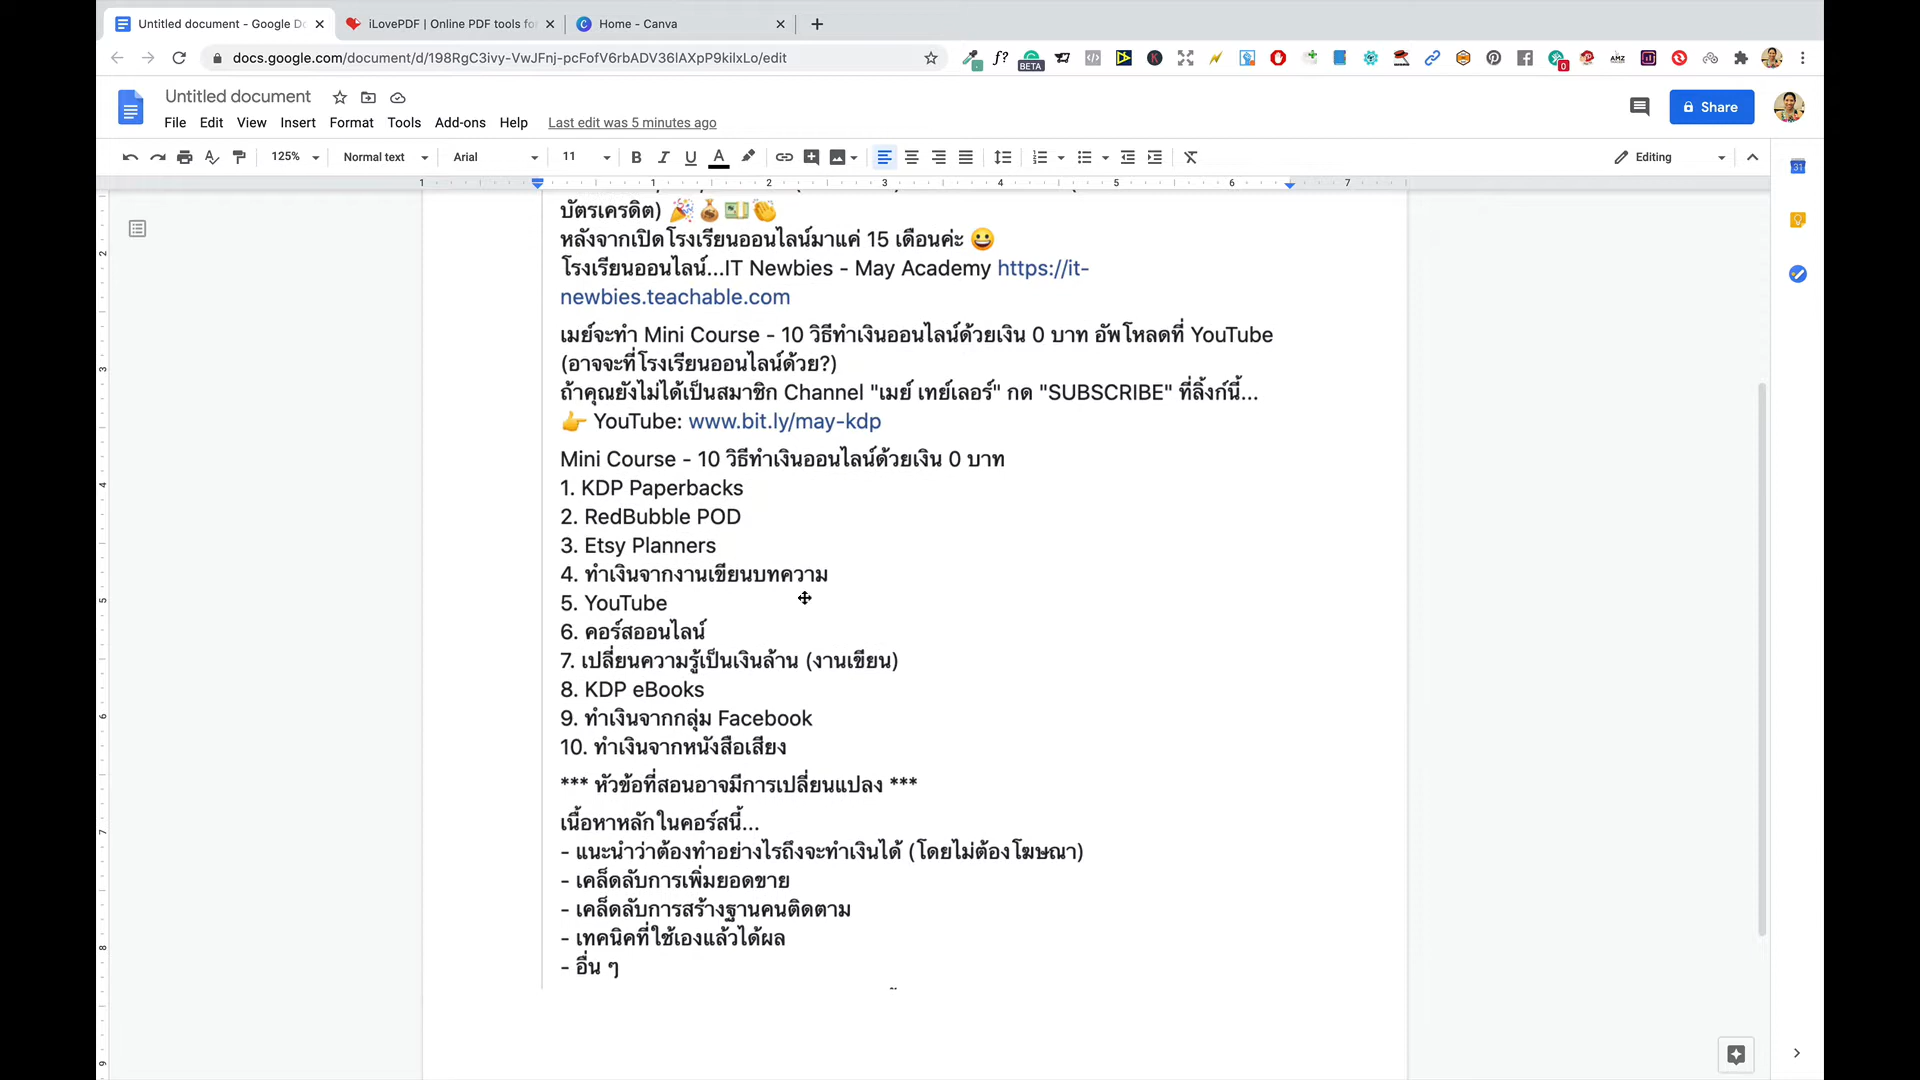 Untitled document - Google Do
iLovePDF | Online PDF tools fo
Home - Canva
docs.google.com/document/d/198RgC3ivy-VwJFnj-pcFofV6rbADV36lAXpP9kilxLo/edit
BETA
f?
AMZ
0
Untitled document
File Edit View Insert Format Tools Add-ons Help Last edit was 5 minutes ago
Share
125% Normal text Arial 11 B I U A Editing
1 1 2 3 4 5 6 7
บัตรเครดิต) 🎉💰💵👏
หลังจากเปิดโรงเรียนออนไลน์มาแค่ 15 เดือนค่ะ 😀
โรงเรียนออนไลน์...IT Newbies - May Academy https://it-
newbies.teachable.com
เมย์จะทำ Mini Course - 10 วิธีทำเงินออนไลน์ด้วยเงิน 0 บาท อัพโหลดที่ YouTube
(อาจจะที่โรงเรียนออนไลน์ด้วย?)
ถ้าคุณยังไม่ได้เป็นสมาชิก Channel "เมย์ เทย์เลอร์" กด "SUBSCRIBE" ที่ลิ้งก์นี้...
👉 YouTube: www.bit.ly/may-kdp
Mini Course - 10 วิธีทำเงินออนไลน์ด้วยเงิน 0 บาท
1. KDP Paperbacks
2. RedBubble POD
3. Etsy Planners
4. ทำเงินจากงานเขียนบทความ
5. YouTube
6. คอร์สออนไลน์
7. เปลี่ยนความรู้เป็นเงินล้าน (งานเขียน)
8. KDP eBooks
9. ทำเงินจากกลุ่ม Facebook
10. ทำเงินจากหนังสือเสียง
*** หัวข้อที่สอนอาจมีการเปลี่ยนแปลง ***
เนื้อหาหลักในคอร์สนี้...
- แนะนำว่าต้องทำอย่างไรถึงจะทำเงินได้ (โดยไม่ต้องโฆษณา)
- เคล็ดลับการเพิ่มยอดขาย
- เคล็ดลับการสร้างฐานคนติดตาม
- เทคนิคที่ใช้เองแล้วได้ผล
- อื่น ๆ